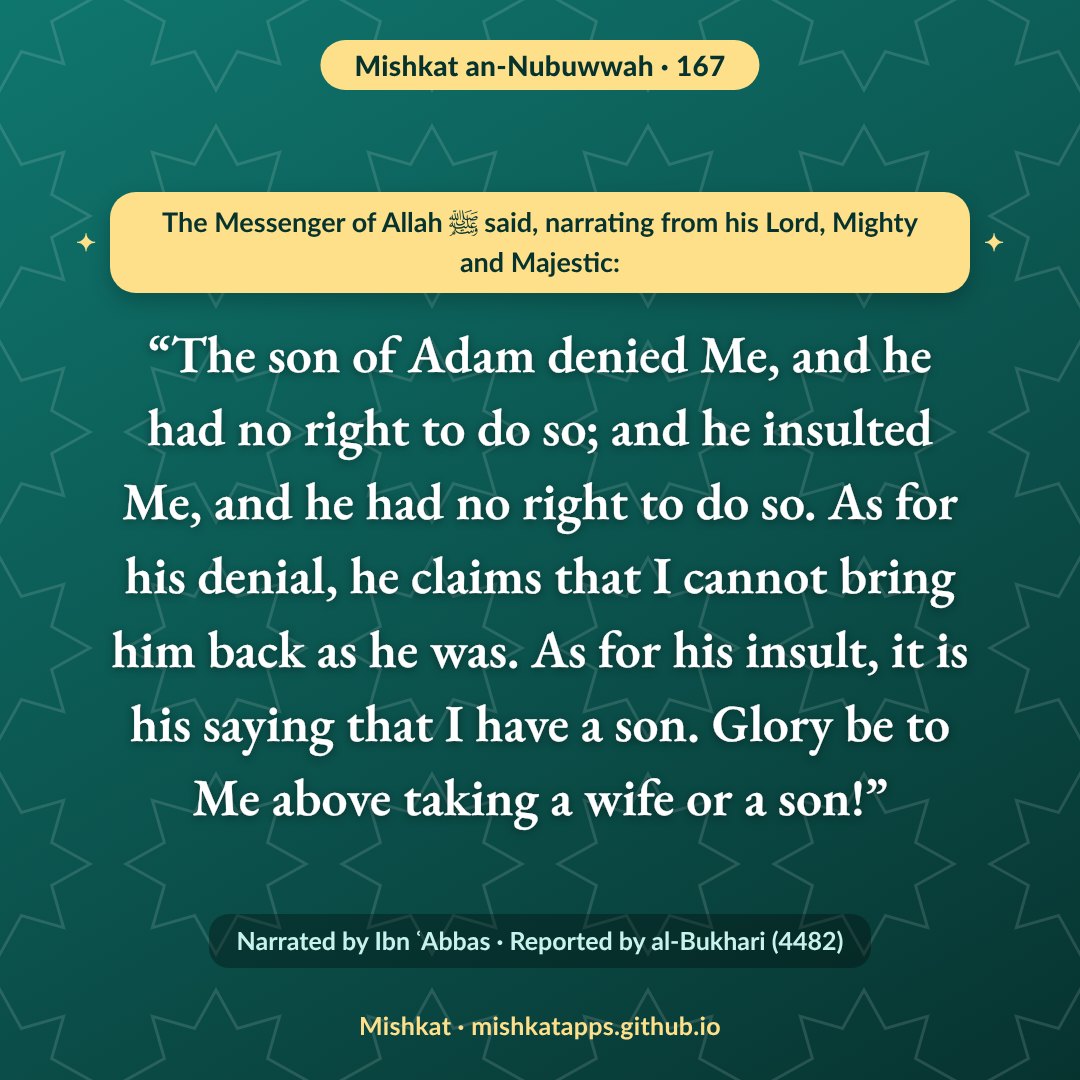 Mishkat an-Nubuwwah · 167
The Messenger of Allah ﷺ said, narrating from his Lord, Mighty
and Majestic:
“The son of Adam denied Me, and he
had no right to do so; and he insulted
Me, and he had no right to do so. As for
his denial, he claims that I cannot bring
him back as he was. As for his insult, it is
his saying that I have a son. Glory be to
Me above taking a wife or a son!”
Narrated by Ibn ʿAbbas · Reported by al-Bukhari (4482)
Mishkat · mishkatapps.github.io